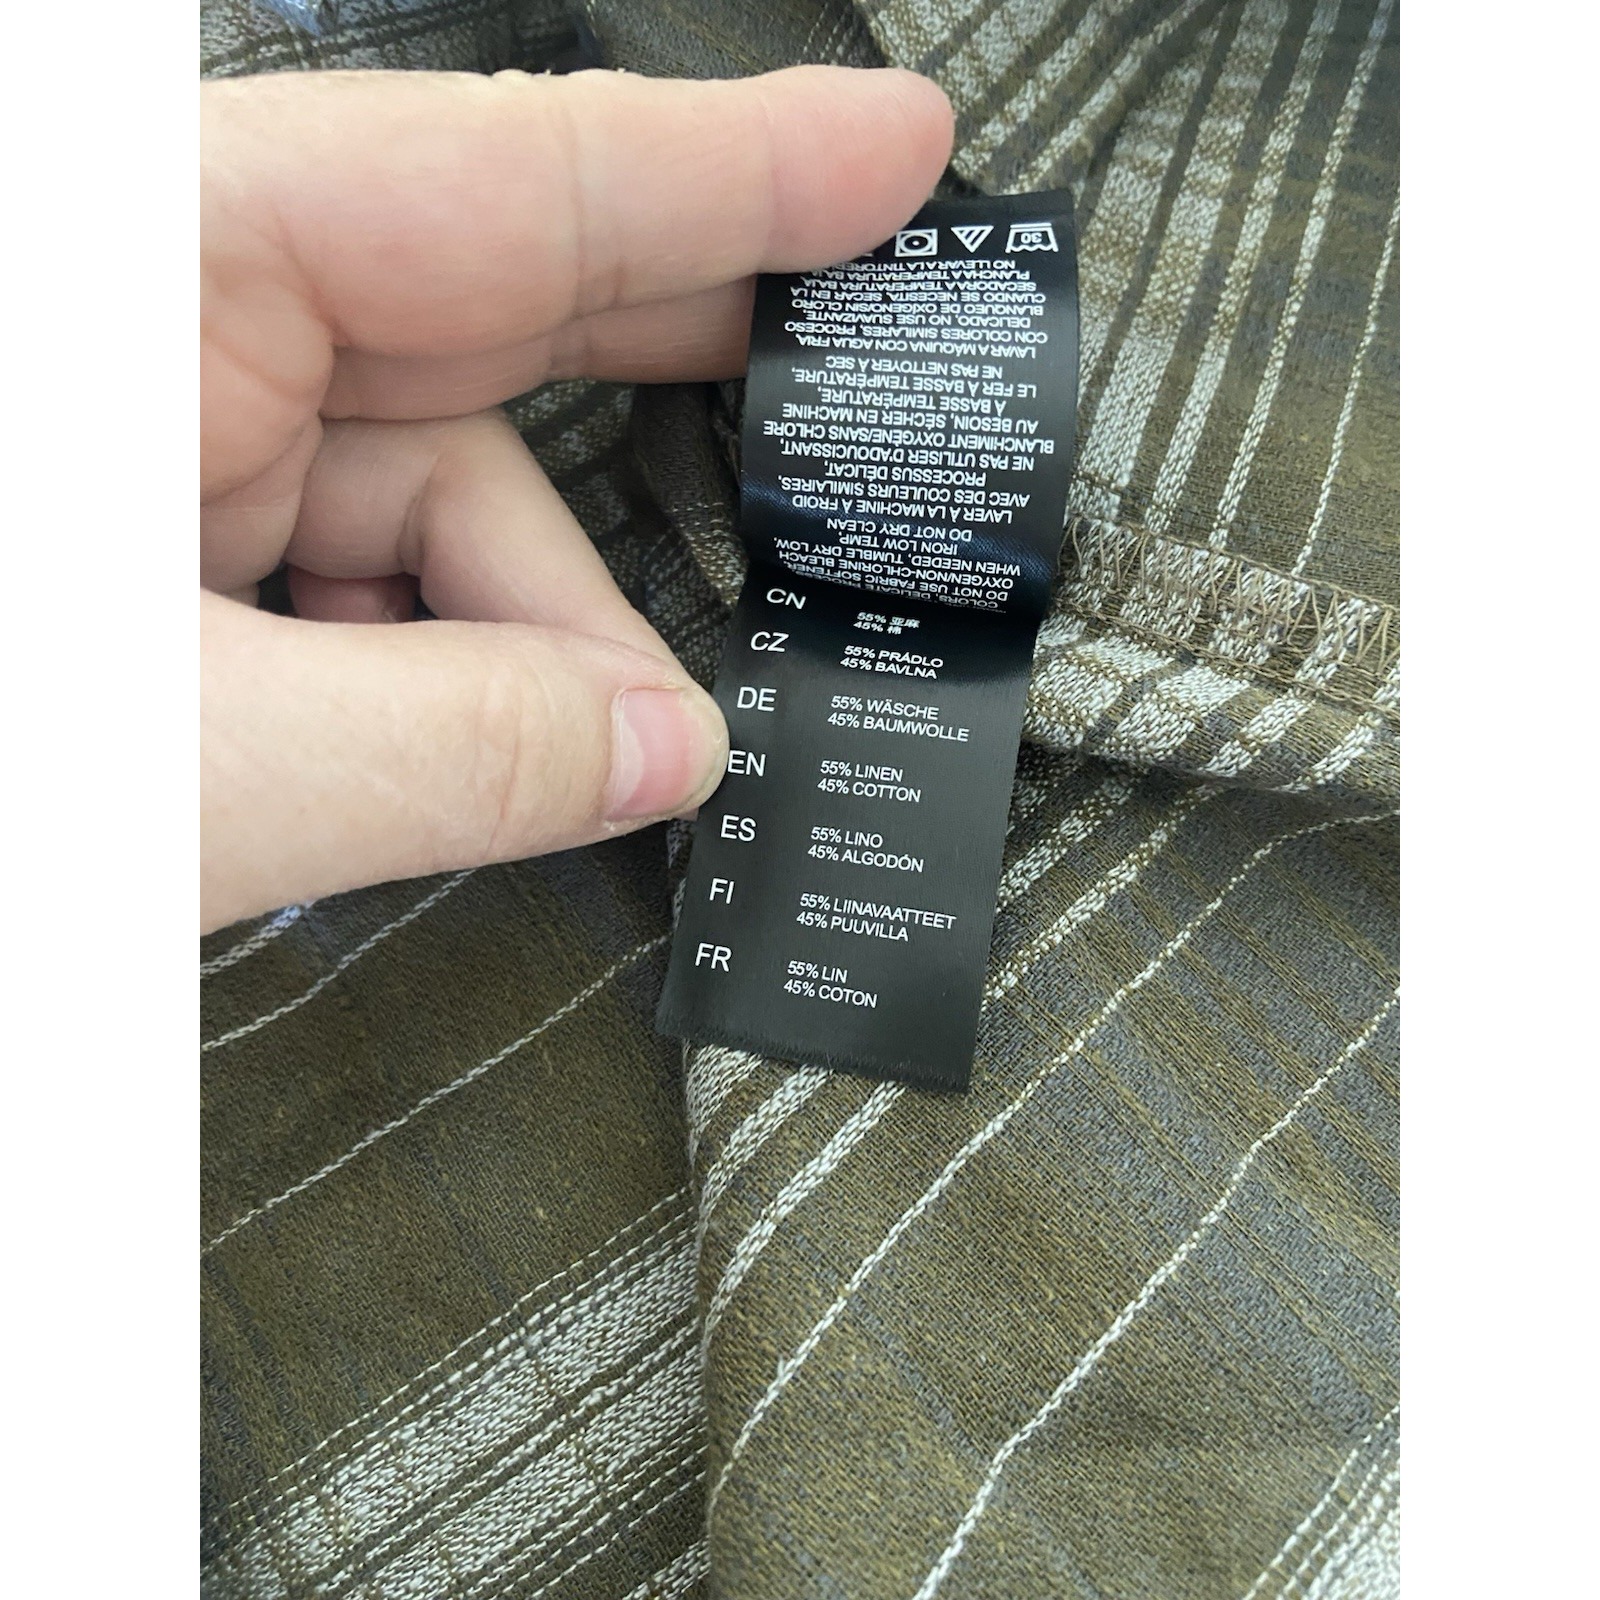 CN
55% 亚麻
45% 棉
CZ
55% PRÁDLO
45% BAVLNA
DE
55% WÄSCHE
45% BAUMWOLLE
EN
55% LINEN
45% COTTON
ES
55% LINO
45% ALGODÓN
FI
55% LIINAVAATTEET
45% PUUVILLA
FR
55% LIN
45% COTON
COLORS, DELICATE
DO NOT USE FABRIC SOFTENER,
OXYGEN/NON-CHLORINE BLEACH
WHEN NEEDED, TUMBLE DRY LOW,
IRON LOW TEMP,
DO NOT DRY CLEAN
LAVER À LA MACHINE À FROID
AVEC DES COULEURS SIMILAIRES,
PROCESSUS DÉLICAT,
NE PAS UTILISER D'ADOUCISSANT,
BLANCHIMENT OXYGÈNE/SANS CHLORE
AU BESOIN, SÉCHER EN MACHINE
À BASSE TEMPÉRATURE,
LE FER À BASSE TEMPÉRATURE,
NE PAS NETTOYER À SEC
LAVAR A MÁQUINA CON AGUA FRIA,
CON COLORES SIMILARES, PROCESO
DELICADO, NO USE SUAVIZANTE,
BLANQUEO DE OXÍGENO/SIN CLORO
CUANDO SE NECESITA, SECAR EN LA
SECADORA A TEMPERATURA BAJA,
PLANCHA A TEMPERATURA BAJA,
NO LLEVAR A LA
30